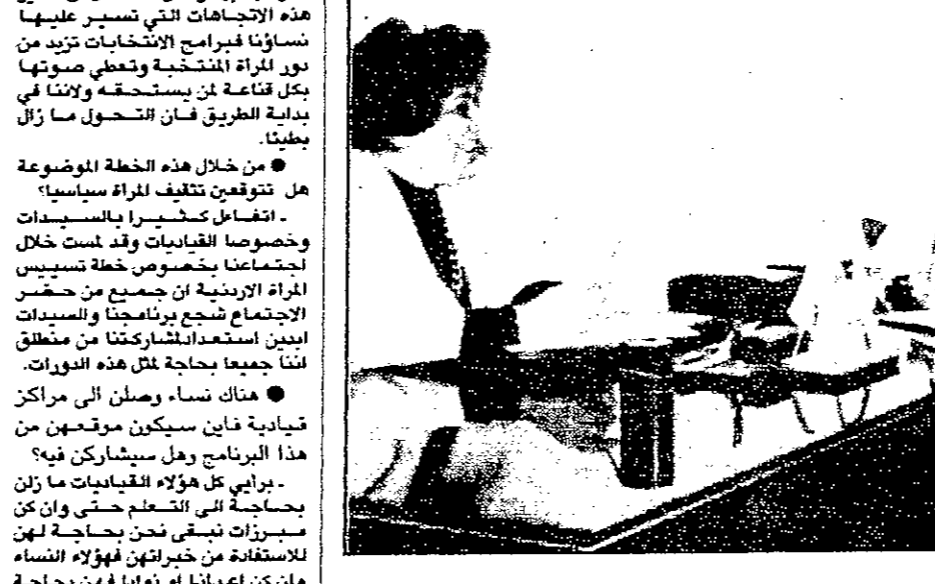 هذه الاتجاهات التي تسير عليها
نساؤنا فبرامج الانتخابات تزيد من
دور المرأة المنتخبة وتعطي صوتها
بكل قناعة لمن يستحقه ولاننا في
بداية الطريق فان التحول ما زال
بطيئا.
● من خلال هذه الخطة الموضوعة
هل تتوقعين تثقيف المرأة سياسيا؟
ـ اتفاءل كثيرا بالسيدات
وخصوصا القياديات وقد لمست خلال
اجتماعنا بخصوص خطة تسييس
المرأة الاردنية ان جميع من حضر
الاجتماع شجع برنامجنا والسيدات
ابدين استعدادا لمشاركتنا من منطلق
اننا جميعا بحاجة لمثل هذه الدورات.
● هناك نساء وصلن الى مراكز
قيادية فاين سيكون موقعهن من
هذا البرنامج وهل سيشاركن فيه؟
ـ برايي كل هؤلاء القياديات ما زلن
بحاجة الى التعلم حتى وان كن
مبرزات نبقى نحن بحاجة لهن
للاستفادة من خبراتهن فهؤلاء النساء